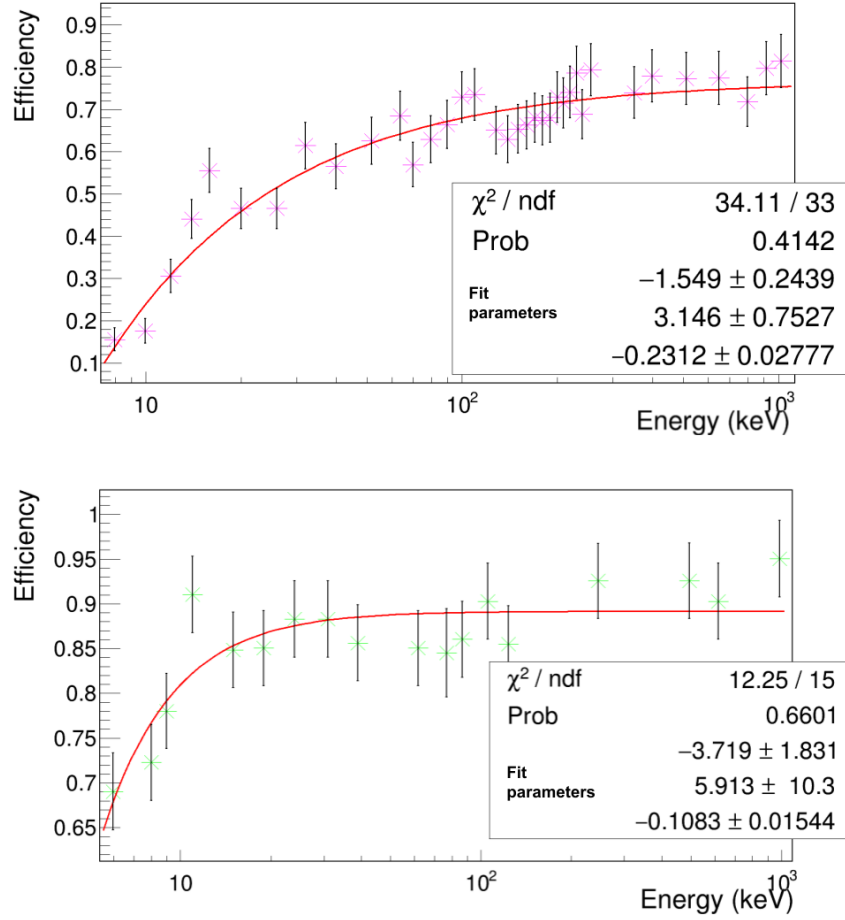 Efficiency
0.9
0.8
0.7
0.6
0.5
0.4
0.3
0.2
0.1
χ² / ndf 34.11 / 33
Prob 0.4142
Fit parameters
−1.549 ± 0.2439
3.146 ± 0.7527
−0.2312 ± 0.02777
10 10² 10³
Energy (keV)
Efficiency
1
0.95
0.9
0.85
0.8
0.75
0.7
0.65
χ² / ndf 12.25 / 15
Prob 0.6601
Fit parameters
−3.719 ± 1.831
5.913 ± 10.3
−0.1083 ± 0.01544
10 10² 10³
Energy (keV)